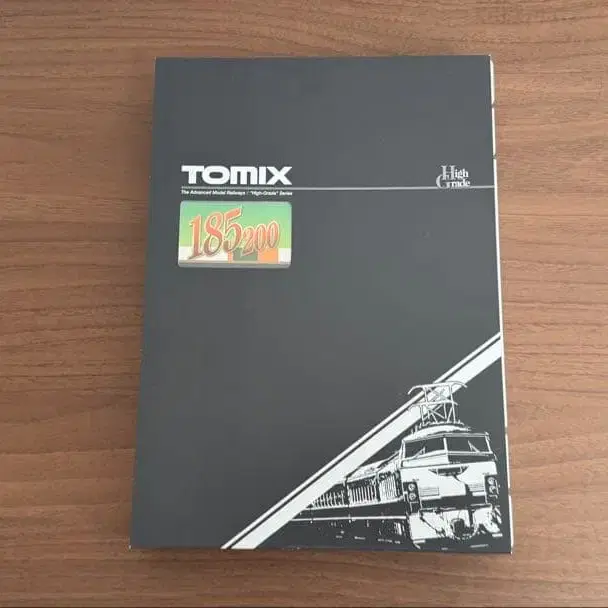 TOMIX
High
Grade
The Advanced Model Railways / "High-Grade" Series
185 200